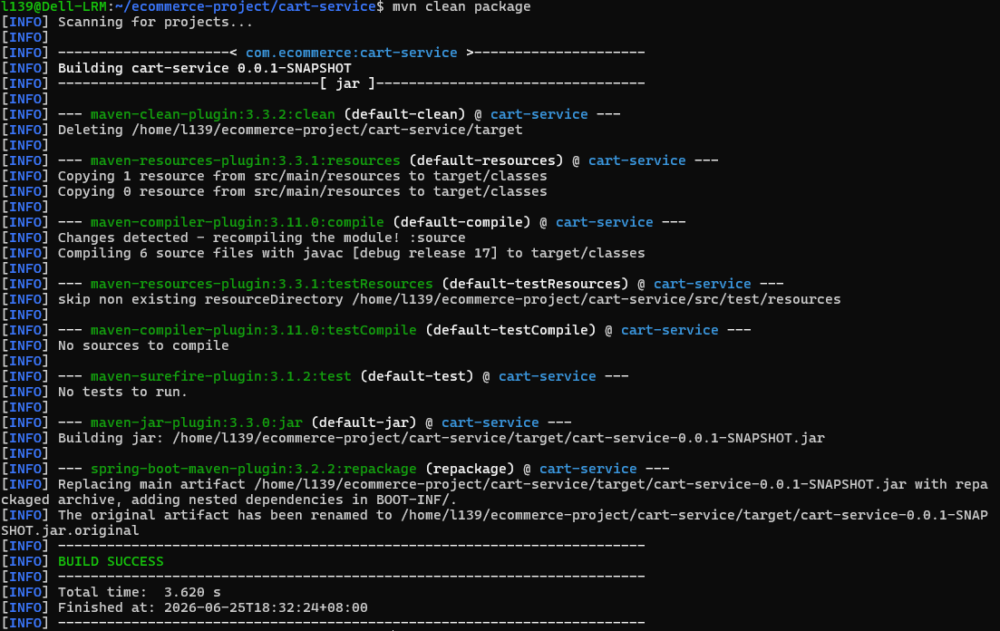 l139@Dell-LRM:~/ecommerce-project/cart-service$ mvn clean package
[INFO] Scanning for projects...
[INFO]
[INFO] ---------------------< com.ecommerce:cart-service >---------------------
[INFO] Building cart-service 0.0.1-SNAPSHOT
[INFO] --------------------------------[ jar ]---------------------------------
[INFO]
[INFO] --- maven-clean-plugin:3.3.2:clean (default-clean) @ cart-service ---
[INFO] Deleting /home/l139/ecommerce-project/cart-service/target
[INFO]
[INFO] --- maven-resources-plugin:3.3.1:resources (default-resources) @ cart-service ---
[INFO] Copying 1 resource from src/main/resources to target/classes
[INFO] Copying 0 resource from src/main/resources to target/classes
[INFO]
[INFO] --- maven-compiler-plugin:3.11.0:compile (default-compile) @ cart-service ---
[INFO] Changes detected - recompiling the module! :source
[INFO] Compiling 6 source files with javac [debug release 17] to target/classes
[INFO]
[INFO] --- maven-resources-plugin:3.3.1:testResources (default-testResources) @ cart-service ---
[INFO] skip non existing resourceDirectory /home/l139/ecommerce-project/cart-service/src/test/resources
[INFO]
[INFO] --- maven-compiler-plugin:3.11.0:testCompile (default-testCompile) @ cart-service ---
[INFO] No sources to compile
[INFO]
[INFO] --- maven-surefire-plugin:3.1.2:test (default-test) @ cart-service ---
[INFO] No tests to run.
[INFO]
[INFO] --- maven-jar-plugin:3.3.0:jar (default-jar) @ cart-service ---
[INFO] Building jar: /home/l139/ecommerce-project/cart-service/target/cart-service-0.0.1-SNAPSHOT.jar
[INFO]
[INFO] --- spring-boot-maven-plugin:3.2.2:repackage (repackage) @ cart-service ---
[INFO] Replacing main artifact /home/l139/ecommerce-project/cart-service/target/cart-service-0.0.1-SNAPSHOT.jar with repa
ckaged archive, adding nested dependencies in BOOT-INF/.
[INFO] The original artifact has been renamed to /home/l139/ecommerce-project/cart-service/target/cart-service-0.0.1-SNAP
SHOT.jar.original
[INFO] ------------------------------------------------------------------------
[INFO] BUILD SUCCESS
[INFO] ------------------------------------------------------------------------
[INFO] Total time:  3.620 s
[INFO] Finished at: 2026-06-25T18:32:24+08:00
[INFO] ------------------------------------------------------------------------